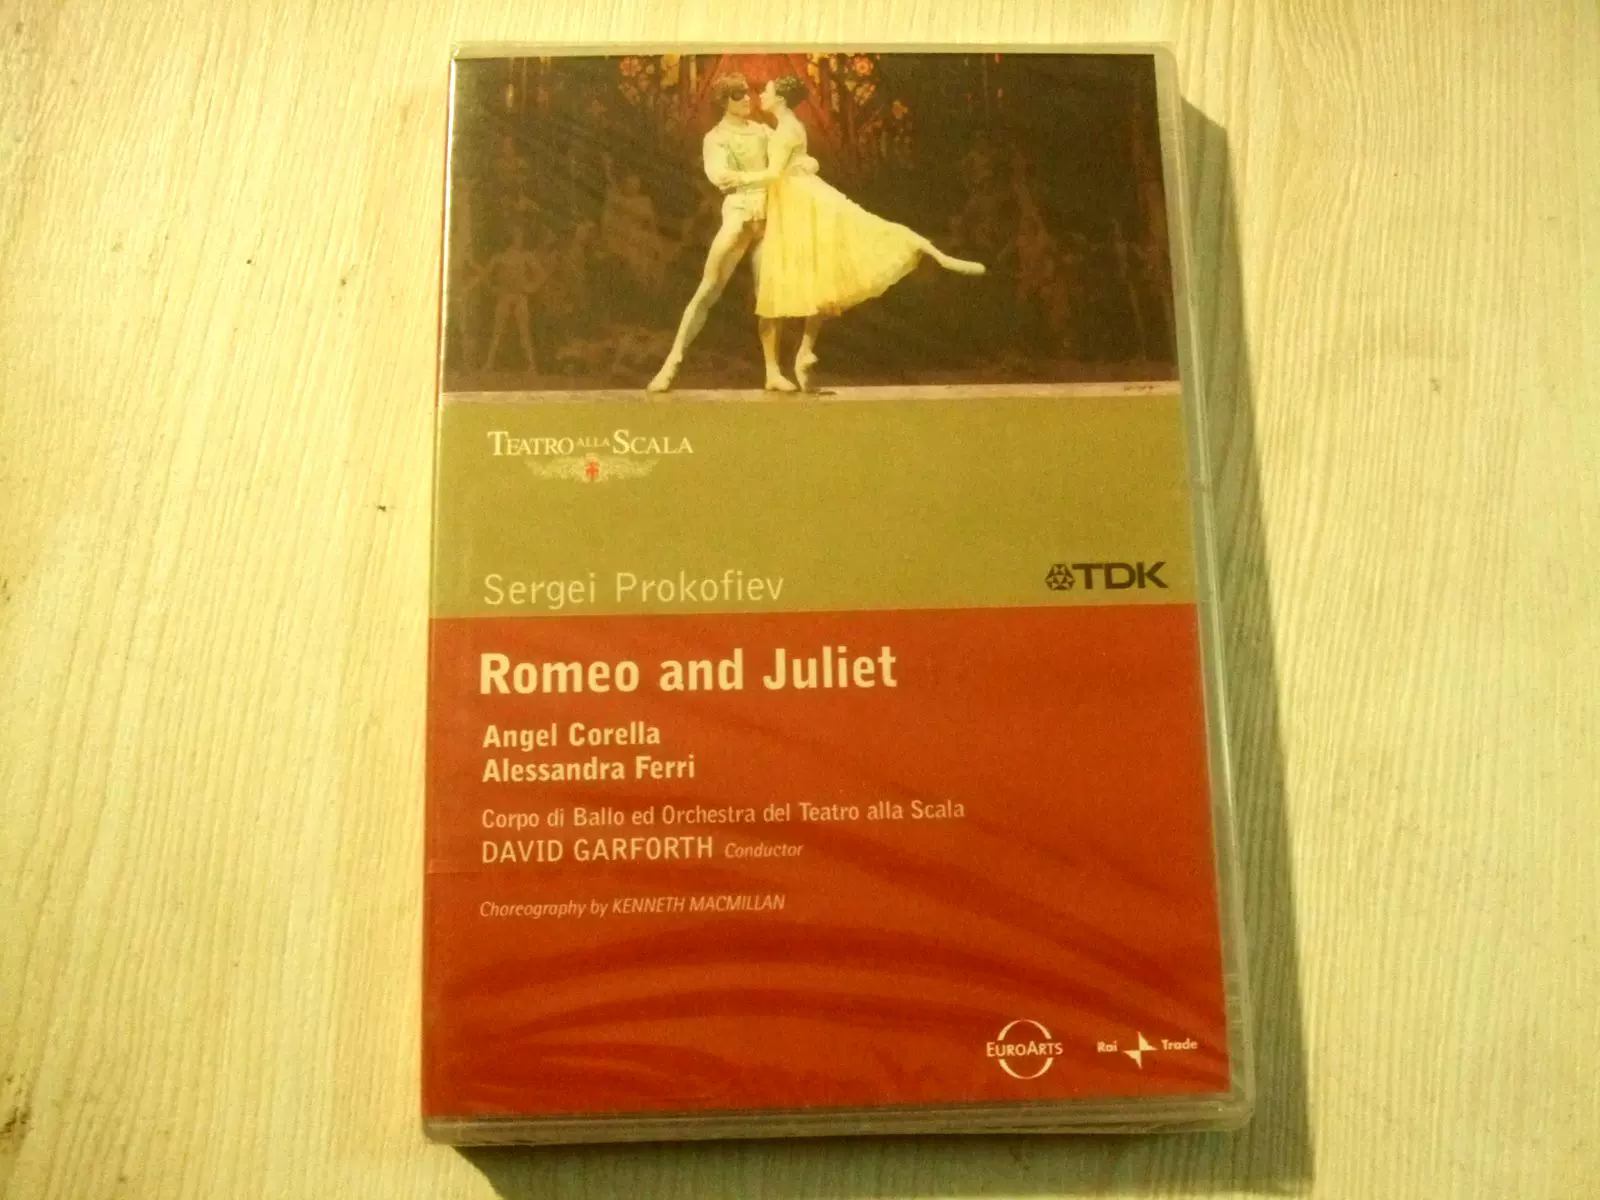 TEATRO ALLA SCALA
Sergei Prokofiev
TDK
Romeo and Juliet
Angel Corella
Alessandra Ferri
Corpo di Ballo ed Orchestra del Teatro alla Scala
DAVID GARFORTH Conductor
Choreography by KENNETH MACMILLAN
EUROARTS
Rai Trade